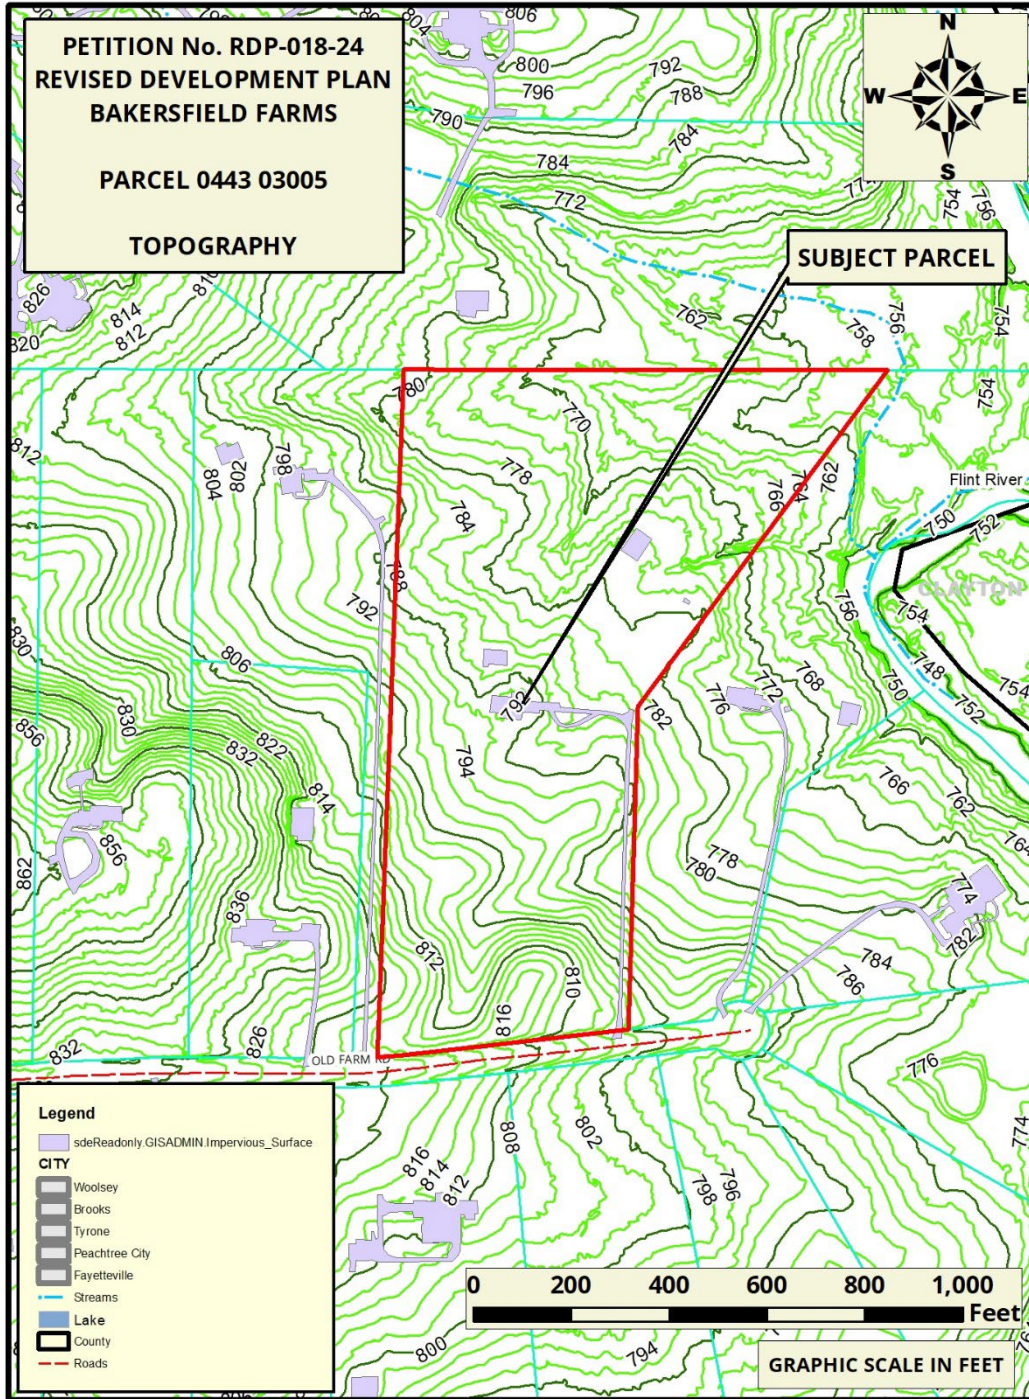 PETITION No. RDP-018-24
REVISED DEVELOPMENT PLAN
BAKERSFIELD FARMS
PARCEL 0443 03005
TOPOGRAPHY
N
W
E
S
804
806
800
796
792
788
790
784
784
772
754
756
SUBJECT PARCEL
826
814
812
820
762
758
756
754
780
770
754
812
804
802
798
778
784
766
764
762
Flint River
750
752
788
792
CLAYTON
754
756
830
806
748
754
750
752
768
772
776
782
792
856
830
822
832
794
766
762
764
814
856
862
778
780
836
774
782
812
810
784
786
816
826
832
OLD FARM RD
776
774
808
802
816
814
812
798
796
800
794
Legend
sdeReadonly.GISADMIN.Impervious_Surface
CITY
Woolsey
Brooks
Tyrone
Peachtree City
Fayetteville
Streams
Lake
County
Roads
0 200 400 600 800 1,000
Feet
GRAPHIC SCALE IN FEET